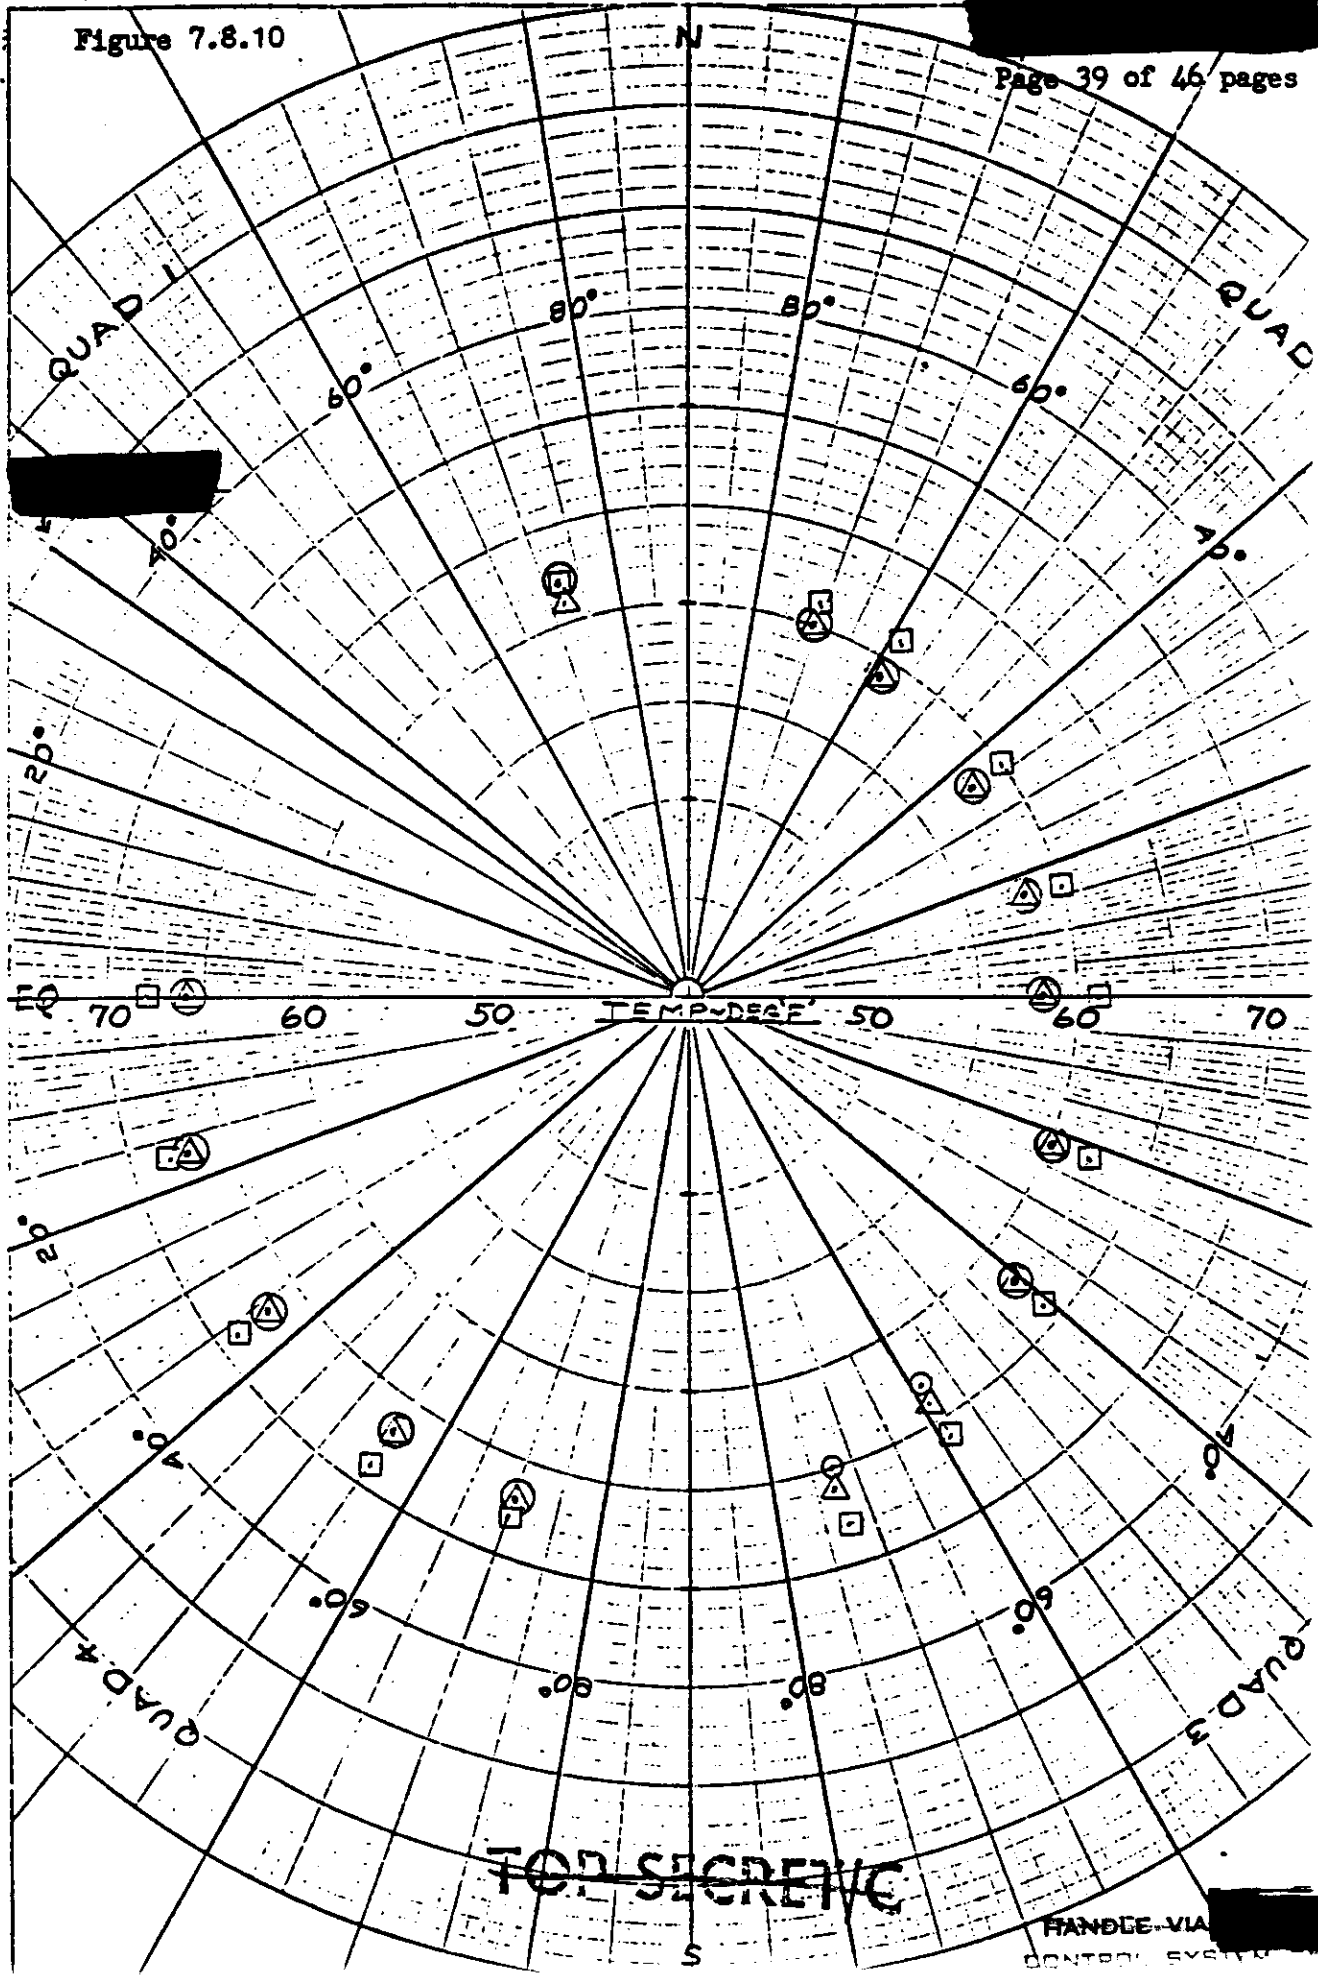 Figure 7.8.10
N
Page 39 of 46 pages
QUAD 1
QUAD
80°
80°
60°
60°
40°
40°
20°
70 60 50 TEMP~DEG'F' 50 60 70
20°
40°
40°
60°
60°
80°
80°
QUAD 4
QUAD 3
TOP SECRET/C
S
HANDLE VIA
CONTROL SYSTEM